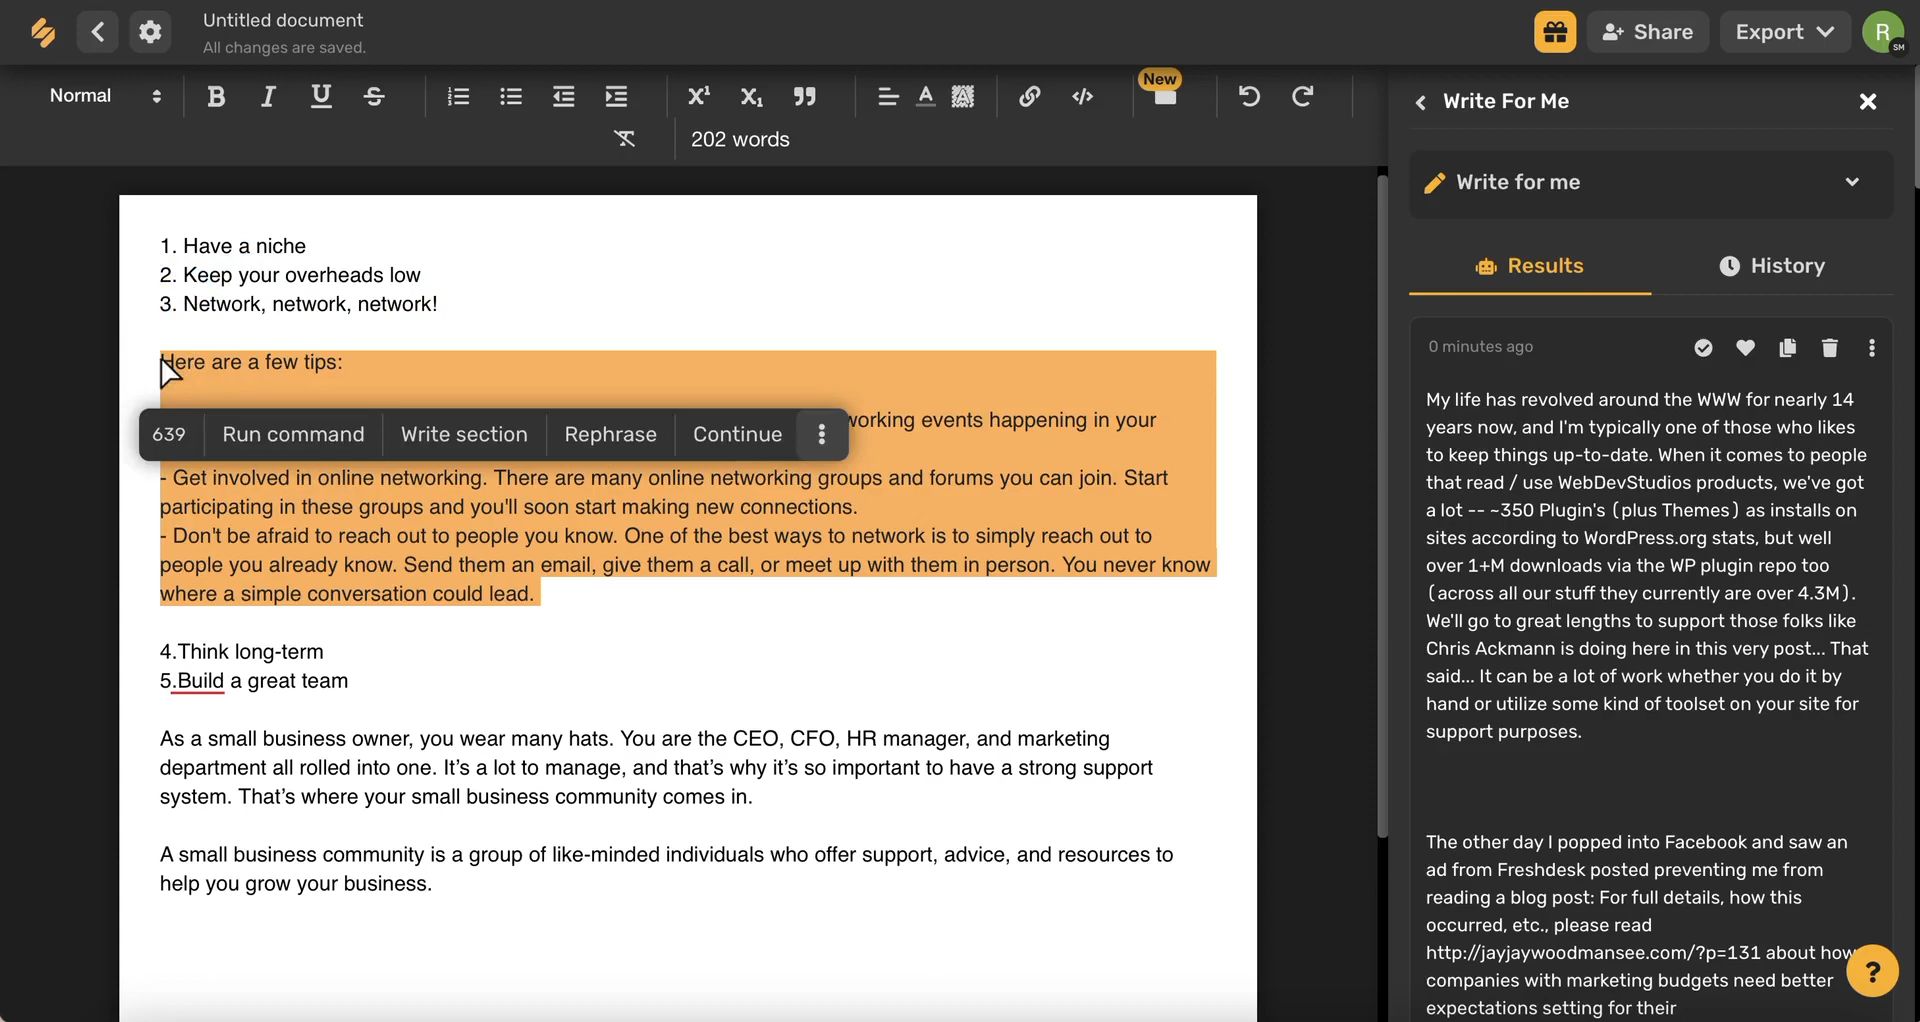 Untitled document
All changes are saved.
Share
Export
R
SM
Normal
B
I
U
S
X¹
X₁
A
New
202 words
Write For Me
Write for me
Results
History
1. Have a niche
2. Keep your overheads low
3. Network, network, network!
Here are a few tips:
working events happening in your
639
Run command
Write section
Rephrase
Continue
- Get involved in online networking. There are many online networking groups and forums you can join. Start
participating in these groups and you'll soon start making new connections.
- Don't be afraid to reach out to people you know. One of the best ways to network is to simply reach out to
people you already know. Send them an email, give them a call, or meet up with them in person. You never know
where a simple conversation could lead.
4.Think long-term
5.Build a great team
As a small business owner, you wear many hats. You are the CEO, CFO, HR manager, and marketing
department all rolled into one. It’s a lot to manage, and that’s why it’s so important to have a strong support
system. That’s where your small business community comes in.
A small business community is a group of like-minded individuals who offer support, advice, and resources to
help you grow your business.
0 minutes ago
My life has revolved around the WWW for nearly 14
years now, and I'm typically one of those who likes
to keep things up-to-date. When it comes to people
that read / use WebDevStudios products, we've got
a lot -- ~350 Plugin's (plus Themes) as installs on
sites according to WordPress.org stats, but well
over 1+M downloads via the WP plugin repo too
(across all our stuff they currently are over 4.3M).
We'll go to great lengths to support those folks like
Chris Ackmann is doing here in this very post... That
said... It can be a lot of work whether you do it by
hand or utilize some kind of toolset on your site for
support purposes.
The other day I popped into Facebook and saw an
ad from Freshdesk posted preventing me from
reading a blog post: For full details, how this
occurred, etc., please read
http://jayjaywoodmansee.com/?p=131 about how
companies with marketing budgets need better
expectations setting for their
?